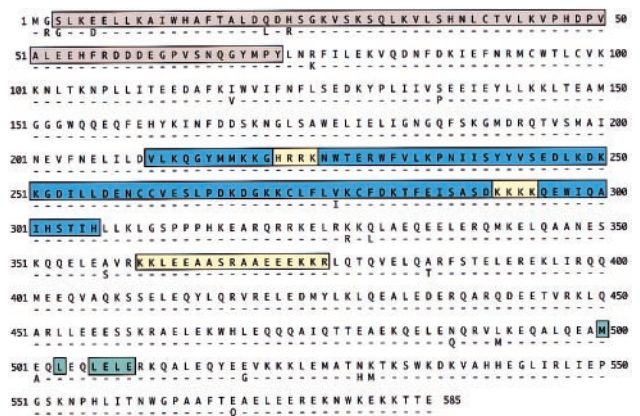 1 M G S L K E E L L K A I W H A F T A L D Q D H S G K V S K S Q L K V L S H N L C T V L K V P H D P V 50
- R G - - D - - - - - - - - - - - - - - L - R - - - - - - - - - - - - - - - - - - - - - - - - - - -
51 A L E E H F R D D D E G P V S N Q G Y M P Y L N R F I L E K V Q D N F D K I E F N R M C W T L C V K 100
- - - - - - - - - - - - - - - - - - - - - - - - K - - - - - - - - - - - - - - - - - - - - - - - - -
101 K N L T K N P L L I T E E D A F K I W V I F N F L S E D K Y P L I I V S E E I E Y L L K K L T E A M 150
- - - - - - - - - - - - - - - - - V - - - - - - - - - - - - - - - - - P - - - - - - - - - - - - - -
151 G G G W Q Q E Q F E H Y K I N F D D S K N G L S A W E L I E L I G N G Q F S K G M D R Q T V S M A I 200
- - - - - - - - - - - - - - - - - - - - - - - - - - - - - - - - - - - - - - - - - - - - - - - - - -
201 N E V F N E L I L D V L K Q G Y M M K K G H R R K N W T E R W F V L K P N I I S Y Y V S E D L K D K 250
- - - - - - - - - - - - - - - - - - - - - - - - - - - - - - - - - - - - - - - - - - - - - - - - - -
251 K G D I L L D E N C C V E S L P D K D G K K C L F L V K C F D K T F E I S A S D K K K K Q E W I Q A 300
- - - - - - - - - - - - - - - - - - - - - - - - - - I - - - - - - - - - - - - - - - - - - - - - - -
301 I H S T I H L L K L G S P P P H K E A R Q R R K E L R K K Q L A E Q E E L E R Q M K E L Q A A N E S 350
- - - - - - - - - - - - - - - - - - - - - - - - - - - R - L - - - - - - - - - - - - - - - - - - - -
351 K Q Q E L E A V R K K L E E A A S R A A E E E K K R L Q T Q V E L Q A R F S T E L E R E K L I R Q Q 400
- - - - - - S - - - - - - - - - - - - - - - - - - - - - - - - - - - T - - - - - - - - - - - - - - -
401 M E E Q V A Q K S S E L E Q Y L Q R V R E L E D M Y L K L Q E A L E D E R Q A R Q D E E T V R K L Q 450
- - - - - - - - - - - - - - - - - - - - - - - - - - - - - - - - - - - - - - - - - - - - - - - - - -
451 A R L L E E E S S K R A E L E K W H L E Q Q Q A I Q T T E A E K Q E L E N Q R V L K E Q A L Q E A M 500
- - - - - - - - - - - - - - - - - - - - - - - - - - - - - - - - - - - - Q - - - M - - - - - - - - -
501 E Q L E Q L E L E R K Q A L E Q Y E E V K K K L E M A T N K T K S W K D K V A H H E G L I R L I E P 550
A - - - - - - - - - - - - - - - - - G - - - - - - - - - H M - - - - - - - - - - - - - - - - - - - -
551 G S K N P H L I T N W G P A A F T E A E L E E R E K N W K E K K T T E 585
- - - - - - - - - - - - - - - - - Q - - - - - - - - - - - - - - - - -